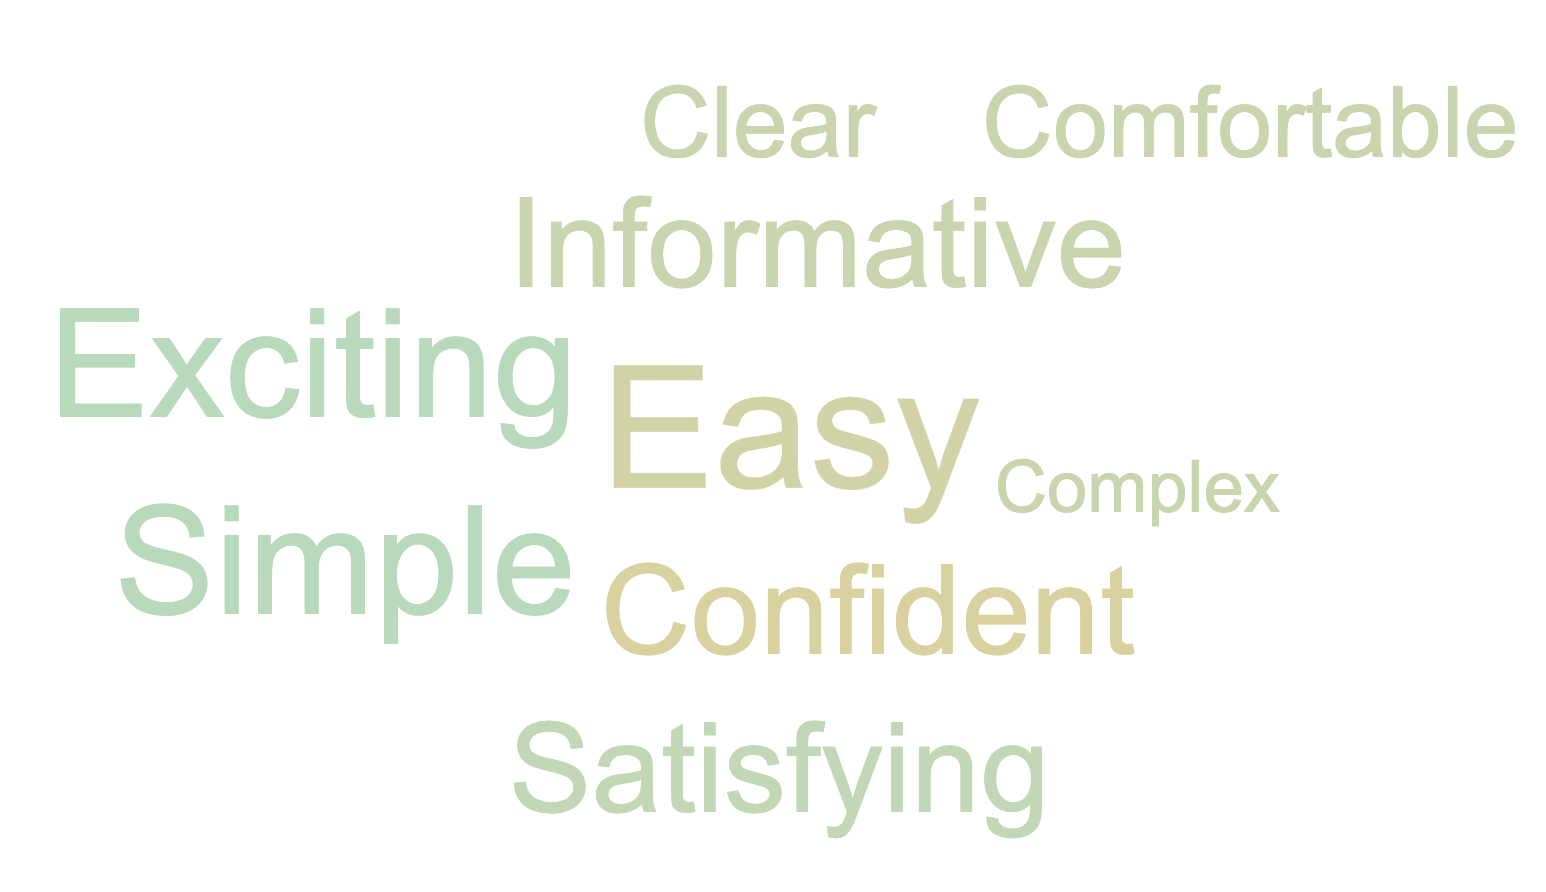 Clear Comfortable
Informative
Exciting
Easy
Complex
Simple
Confident
Satisfying